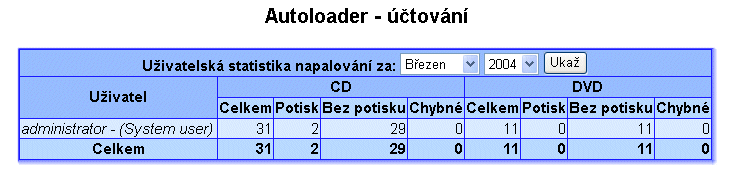 Autoloader - účtování
Uživatelská statistika napalování za: Březen 2004 Ukaž
Uživatel CD DVD
Celkem Potisk Bez potisku Chybné Celkem Potisk Bez potisku Chybné
administrator - (System user) 31 2 29 0 11 0 11 0
Celkem 31 2 29 0 11 0 11 0